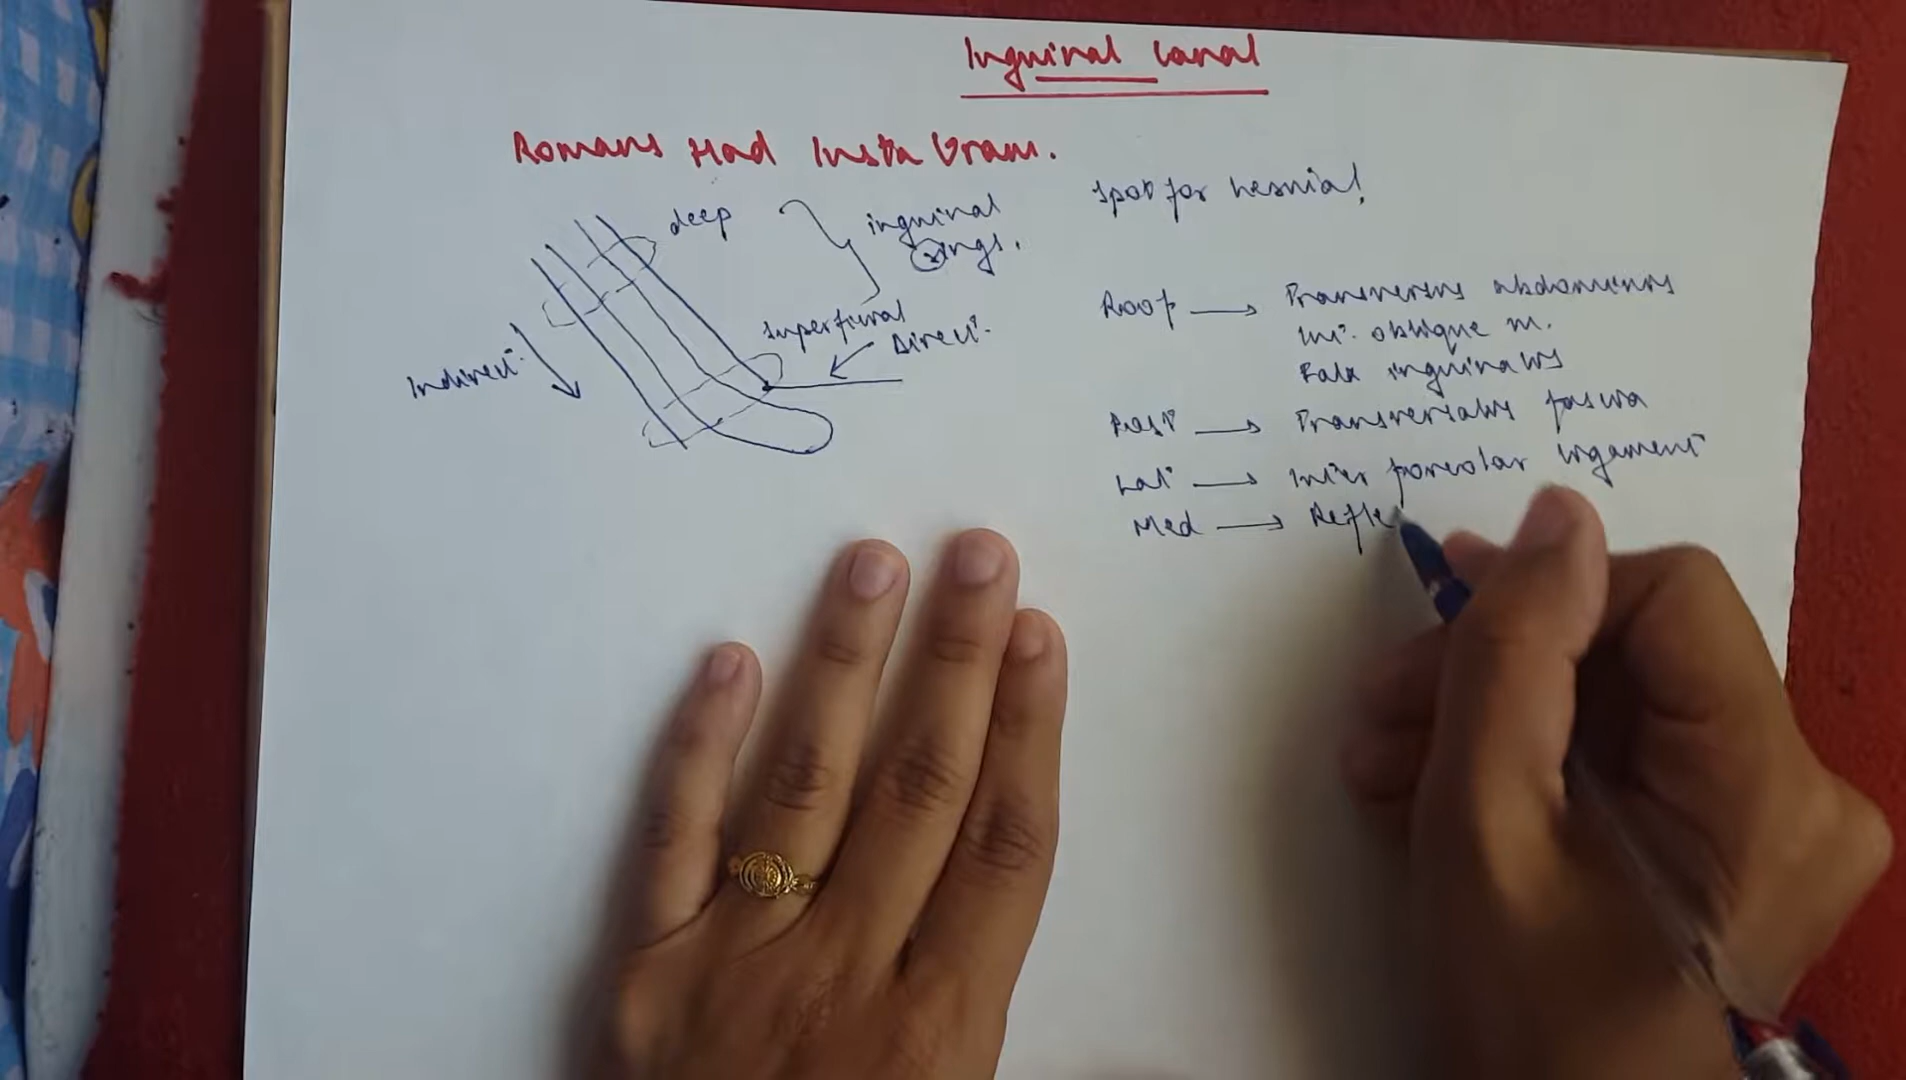 Inguinal Canal
Romans Had InstaGram.
deep
inguinal
rings.
Spot for hernia!
superficial
Direct.
Indirect.
Roof → Transversus abdominis
Int. oblique m.
Falx inguinalis
Post → Transversalis fascia
Lat → Inter foveolar ligament
Med → Refle